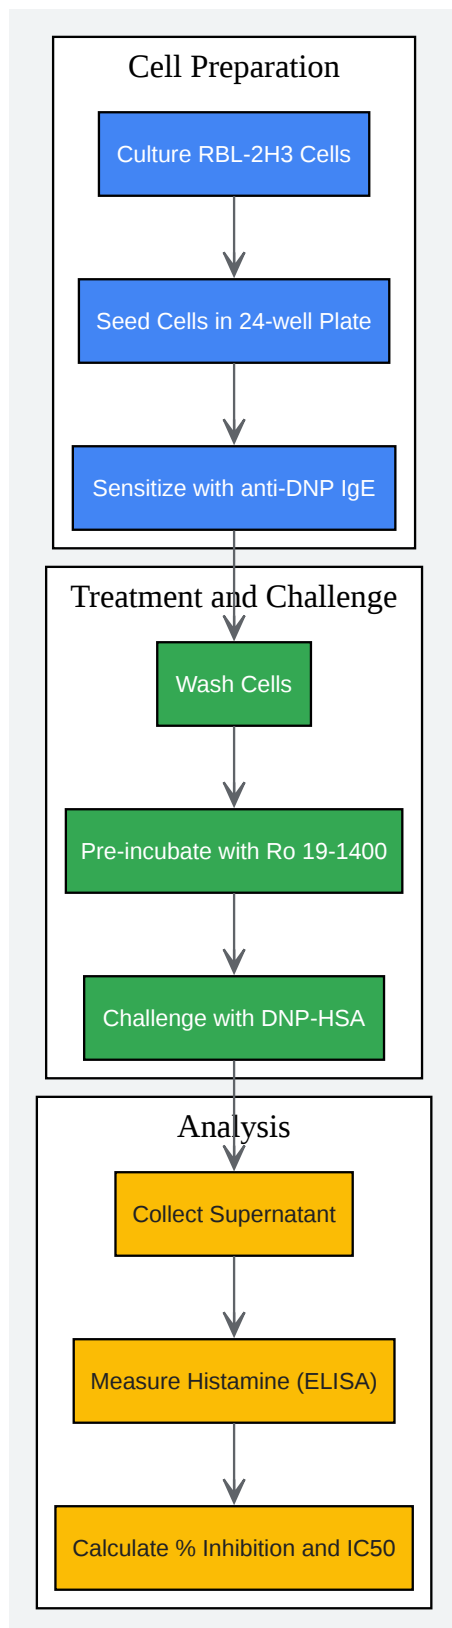 Cell Preparation
Culture RBL-2H3 Cells
Seed Cells in 24-well Plate
Sensitize with anti-DNP IgE
Treatment and Challenge
Wash Cells
Pre-incubate with Ro 19-1400
Challenge with DNP-HSA
Analysis
Collect Supernatant
Measure Histamine (ELISA)
Calculate % Inhibition and IC50